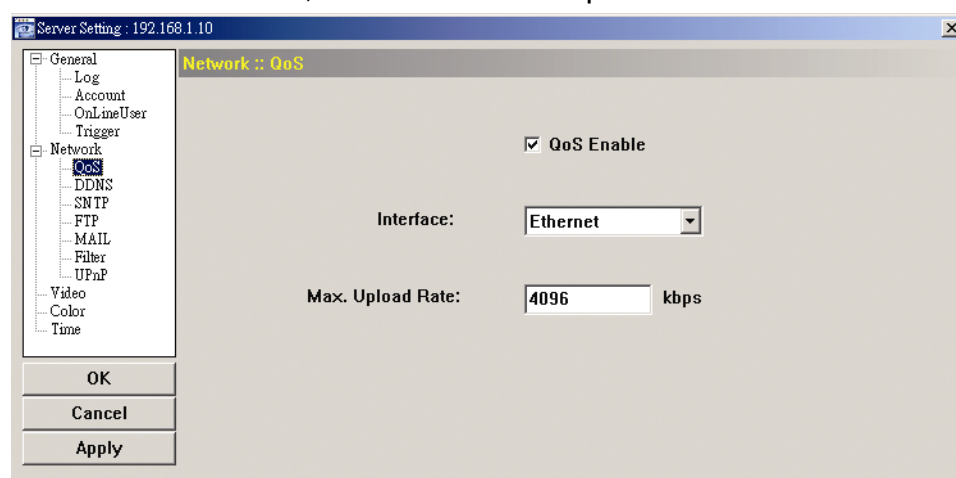 Server Setting : 192.168.1.10
General
Log
Account
OnLineUser
Trigger
Network
QoS
DDNS
SNTP
FTP
MAIL
Filter
UPnP
Video
Color
Time
OK
Cancel
Apply
Network :: QoS
QoS Enable
Interface: Ethernet
Max. Upload Rate: 4096 kbps